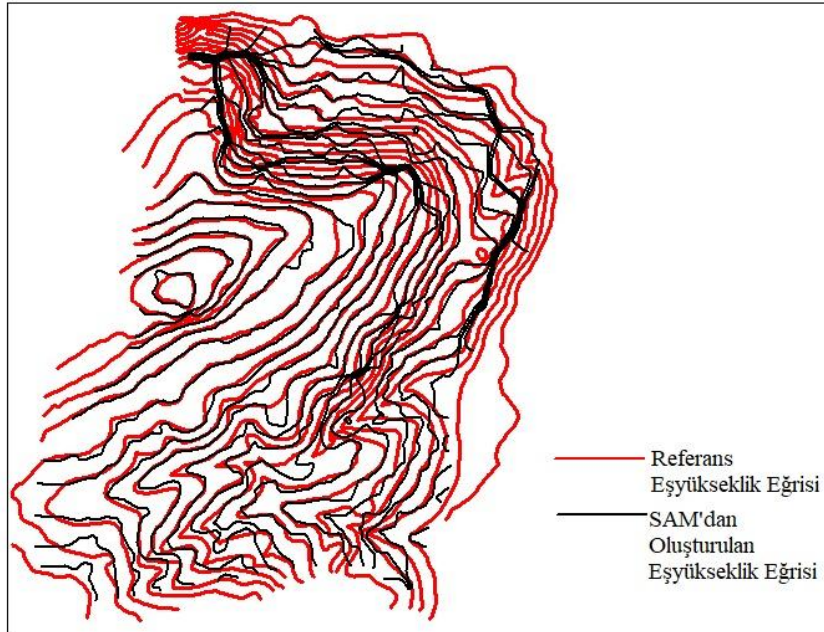 Referans
Eşyükseklik Eğrisi
SAM'dan
Oluşturulan
Eşyükseklik Eğrisi